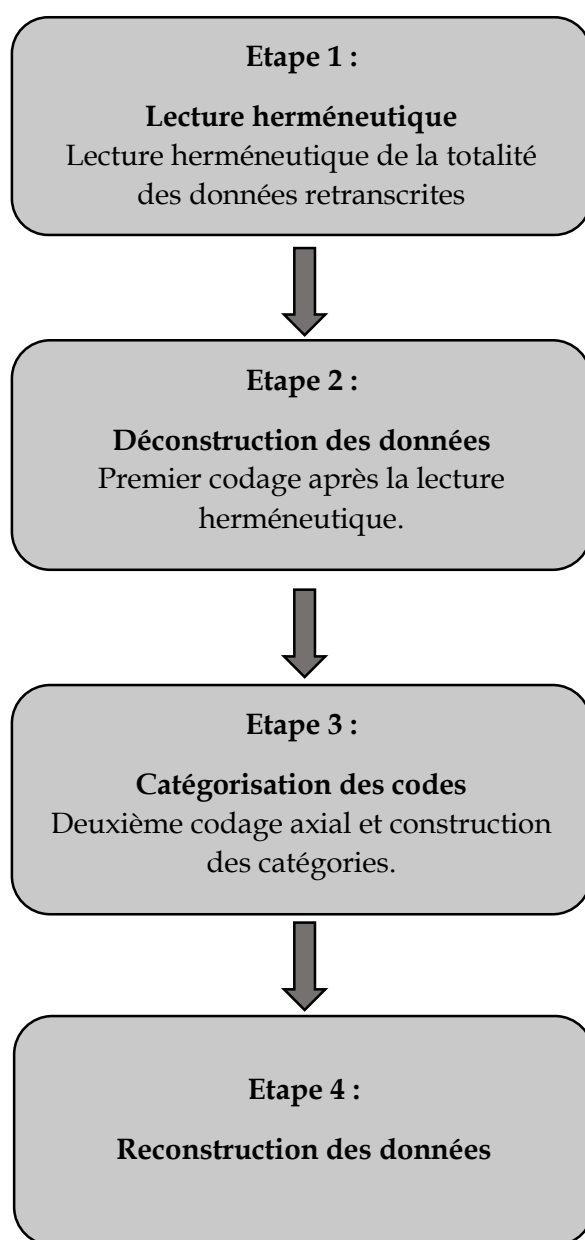 Etape 1 :
Lecture herméneutique
Lecture herméneutique de la totalité
des données retranscrites
Etape 2 :
Déconstruction des données
Premier codage après la lecture
herméneutique.
Etape 3 :
Catégorisation des codes
Deuxième codage axial et construction
des catégories.
Etape 4 :
Reconstruction des données